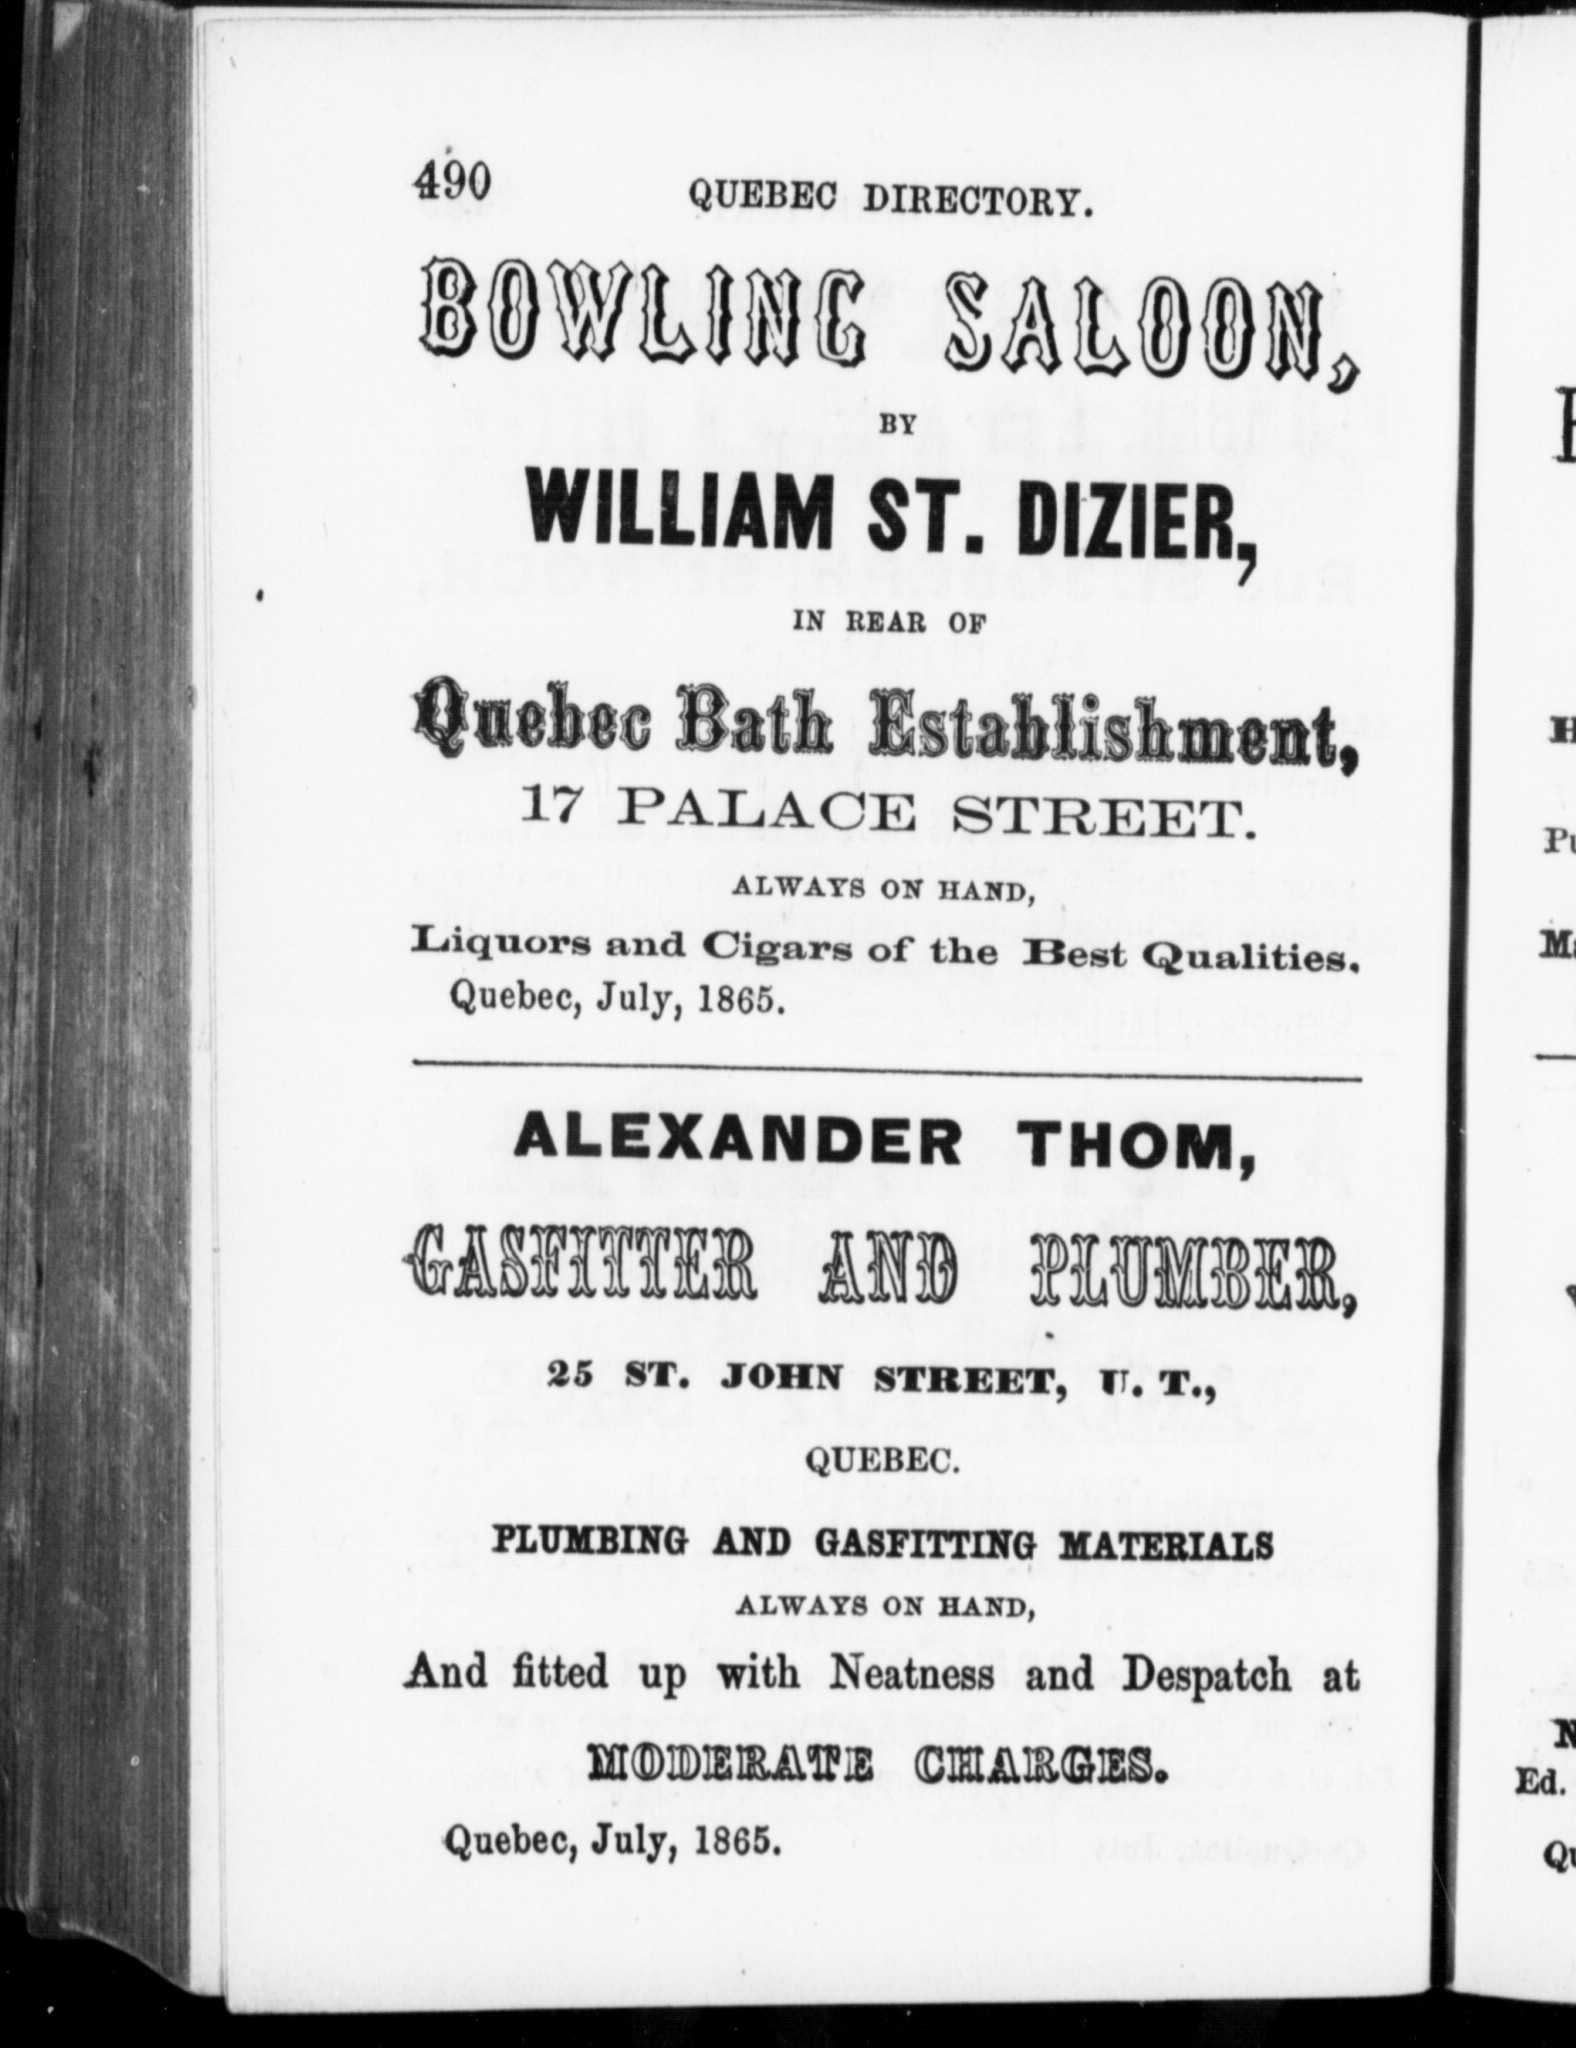 490 QUEBEC DIRECTORY.
BOWLING SALOON,
BY
WILLIAM ST. DIZIER,
IN REAR OF
Quebec Bath Establishment,
17 PALACE STREET.
ALWAYS ON HAND,
Liquors and Cigars of the Best Qualities.
Quebec, July, 1865.
ALEXANDER THOM,
GASFITTER AND PLUMBER,
25 ST. JOHN STREET, U. T.,
QUEBEC.
PLUMBING AND GASFITTING MATERIALS
ALWAYS ON HAND,
And fitted up with Neatness and Despatch at
MODERATE CHARGES.
Quebec, July, 1865.
Ed.